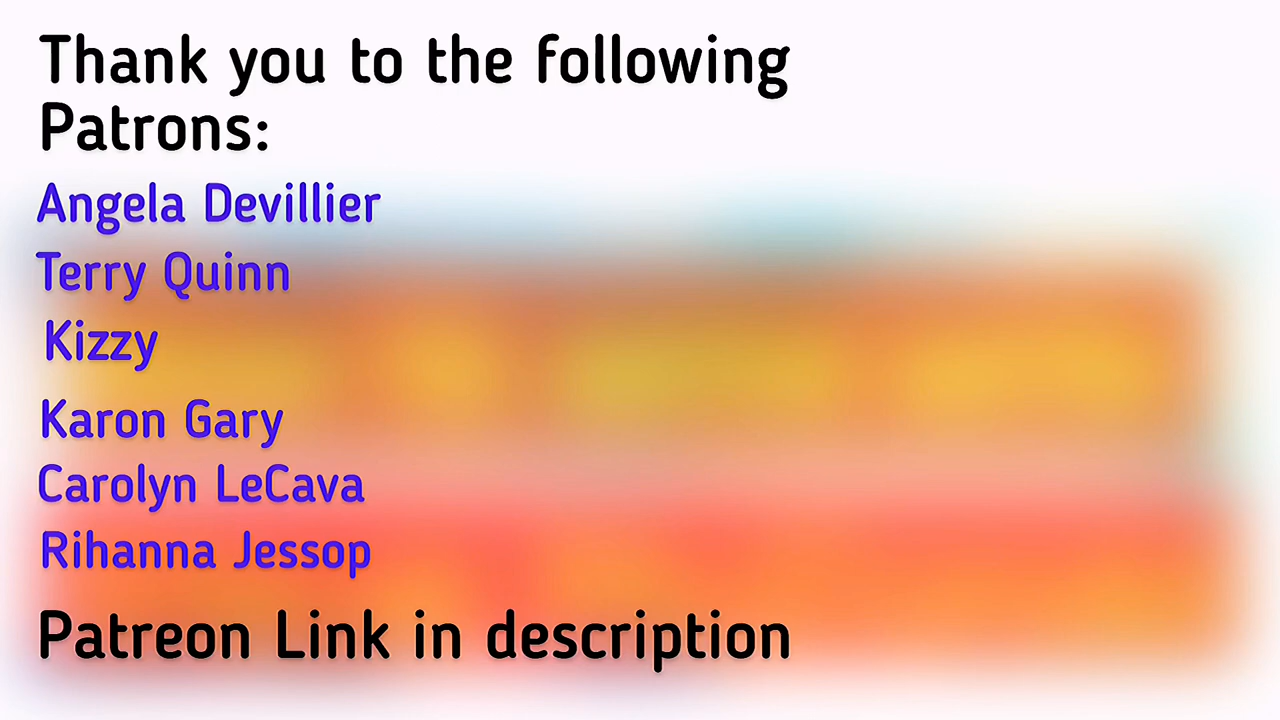 Thank you to the following
Patrons:
Angela Devillier
Terry Quinn
Kizzy
Karon Gary
Carolyn LeCava
Rihanna Jessop
Patreon Link in description